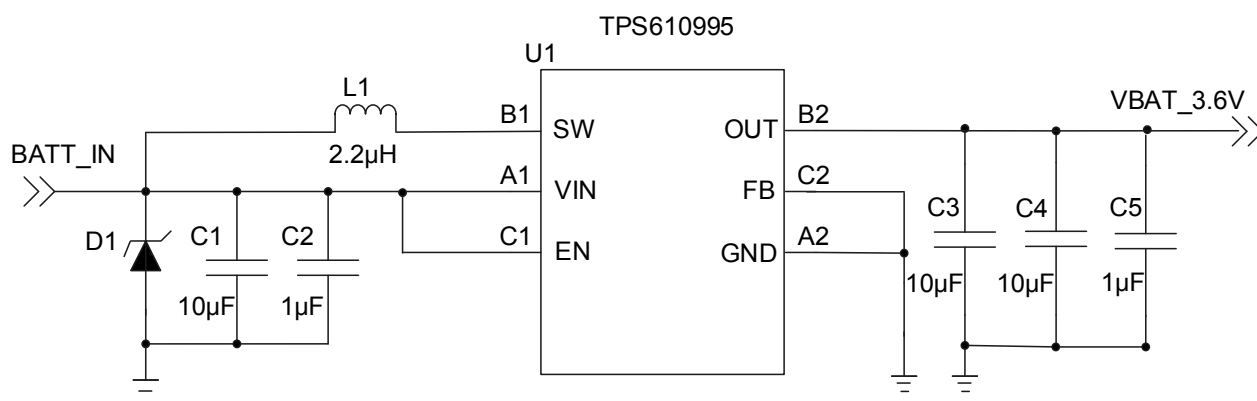 TPS610995
U1
L1
B1
SW
OUT
B2
VBAT_3.6V
BATT_IN
2.2µH
A1
VIN
FB
C2
D1
C1
C2
C1
EN
GND
A2
C3
C4
C5
10µF
1µF
10µF
10µF
1µF